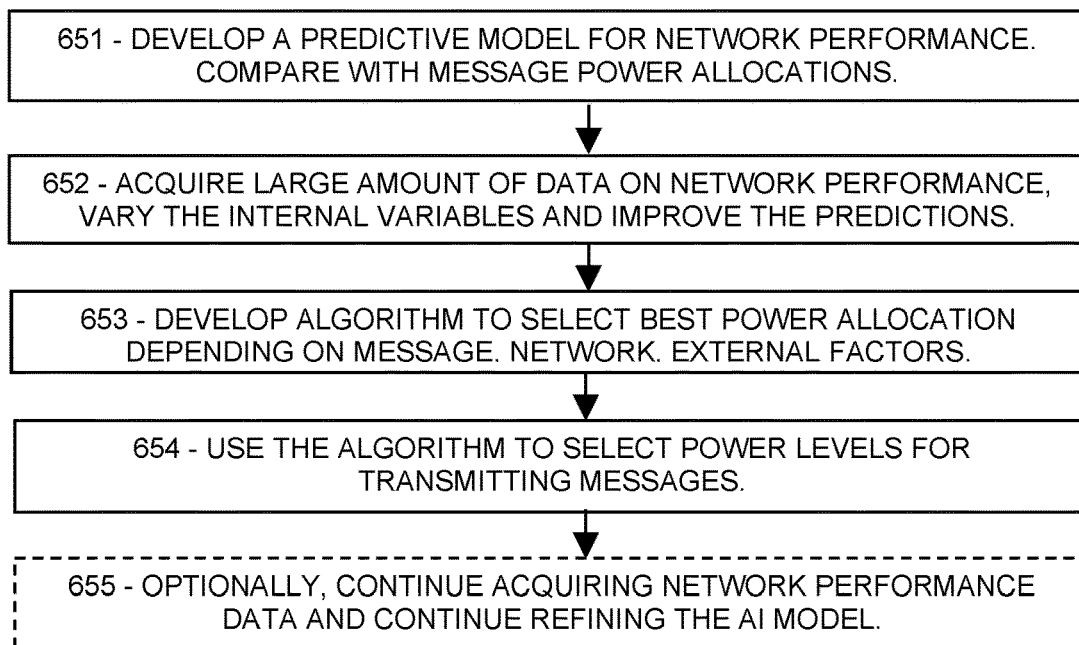 651 - DEVELOP A PREDICTIVE MODEL FOR NETWORK PERFORMANCE.
COMPARE WITH MESSAGE POWER ALLOCATIONS.
652 - ACQUIRE LARGE AMOUNT OF DATA ON NETWORK PERFORMANCE,
VARY THE INTERNAL VARIABLES AND IMPROVE THE PREDICTIONS.
653 - DEVELOP ALGORITHM TO SELECT BEST POWER ALLOCATION
DEPENDING ON MESSAGE. NETWORK. EXTERNAL FACTORS.
654 - USE THE ALGORITHM TO SELECT POWER LEVELS FOR
TRANSMITTING MESSAGES.
655 - OPTIONALLY, CONTINUE ACQUIRING NETWORK PERFORMANCE
DATA AND CONTINUE REFINING THE AI MODEL.